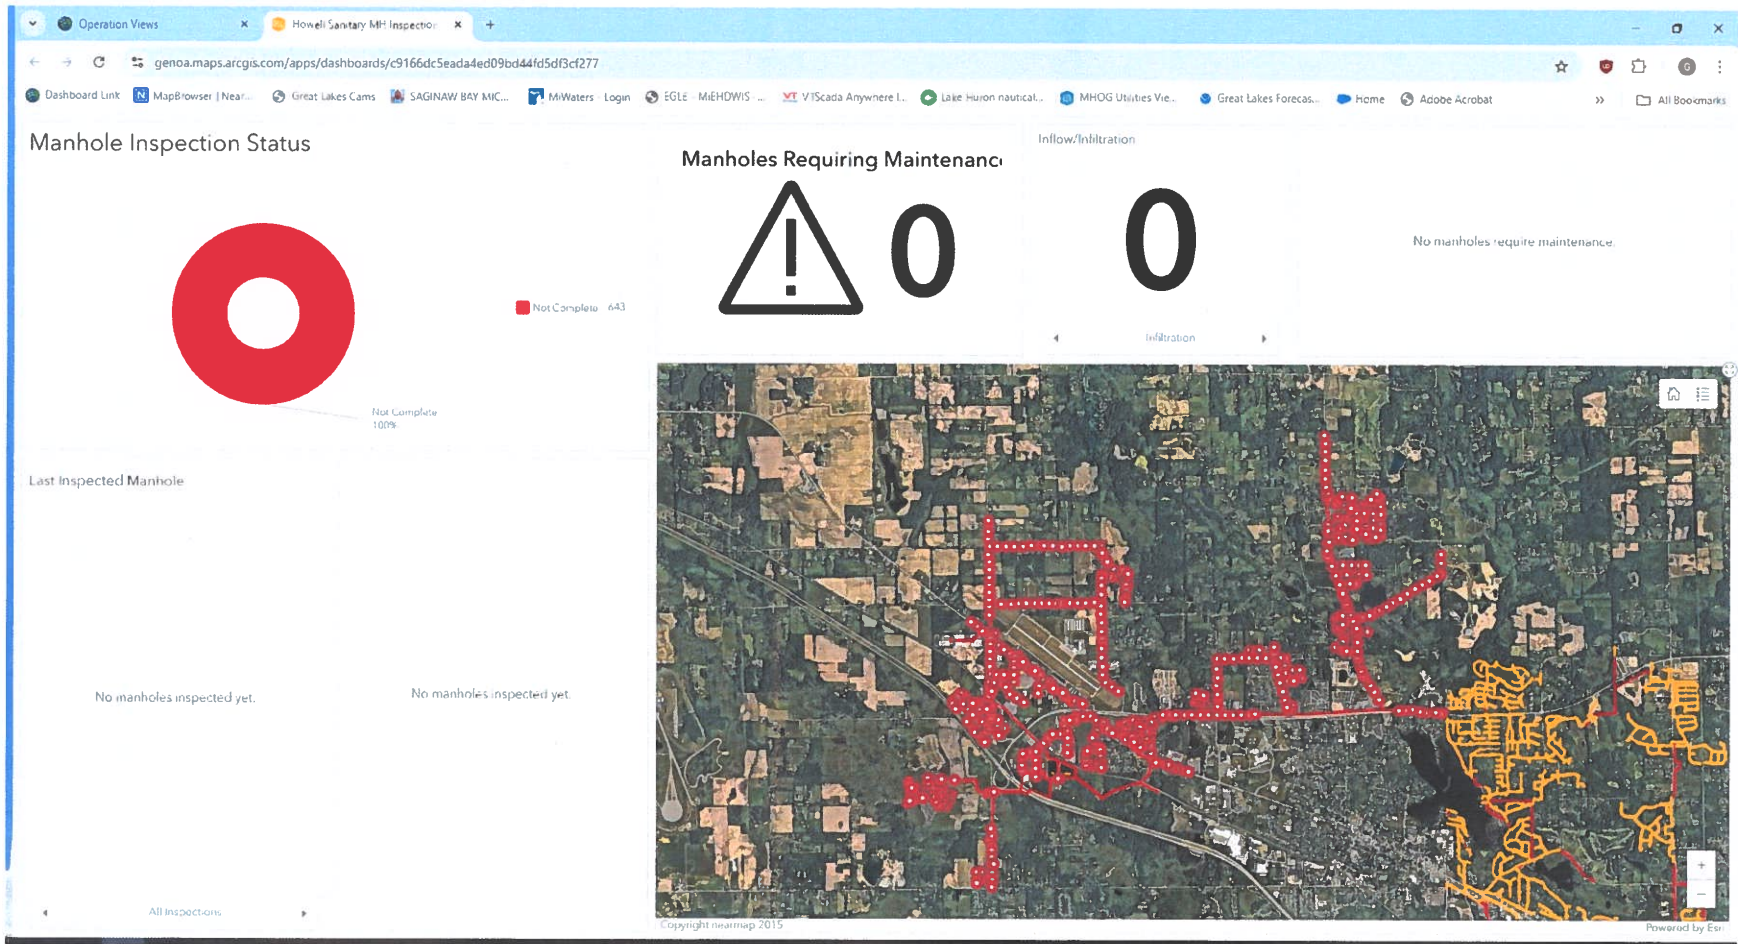 Operation Views
Howell Sanitary MH Inspection
genoa.maps.arcgis.com/apps/dashboards/c9166dc5eada4ed09bd44fd5df3cf277
G
Dashboard Link
MapBrowser | Near...
Great Lakes Cams
SAGINAW BAY MIC...
MiWaters - Login
EGLE - MiEHDWIS - ...
VTScada Anywhere I...
Lake Huron nautical...
MHOG Utilities Vie...
Great Lakes Forecas...
Home
Adobe Acrobat
All Bookmarks
Manhole Inspection Status
Not Complete 643
Not Complete
100%
Manholes Requiring Maintenanc
0
Inflow/Infiltration
0
Infiltration
No manholes require maintenance.
Last Inspected Manhole
No manholes inspected yet.
No manholes inspected yet.
All Inspections
Copyright nearmap 2015
Powered by Esri